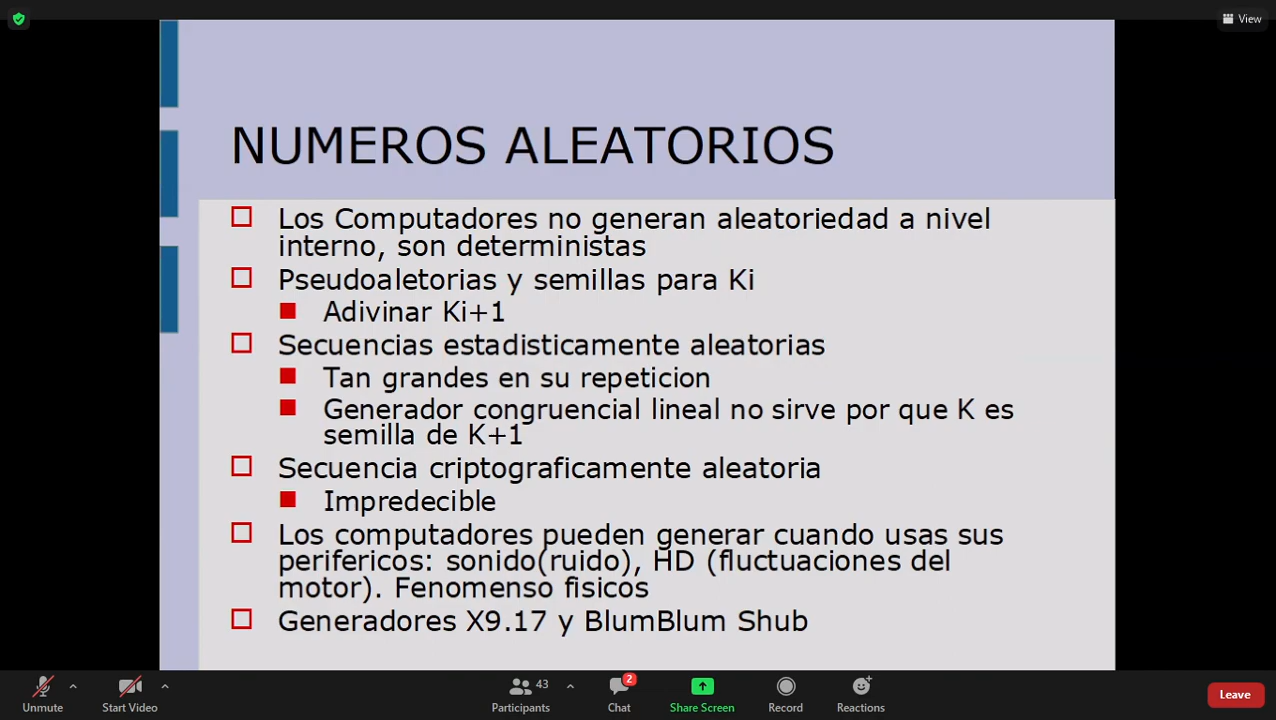 View
NUMEROS ALEATORIOS
Los Computadores no generan aleatoriedad a nivel
interno, son deterministas
Pseudoaletorias y semillas para Ki
Adivinar Ki+1
Secuencias estadisticamente aleatorias
Tan grandes en su repeticion
Generador congruencial lineal no sirve por que K es
semilla de K+1
Secuencia criptograficamente aleatoria
Impredecible
Los computadores pueden generar cuando usas sus
perifericos: sonido(ruido), HD (fluctuaciones del
motor). Fenomenso fisicos
Generadores X9.17 y BlumBlum Shub
Unmute
Start Video
Participants
43
Chat
2
Share Screen
Record
Reactions
Leave